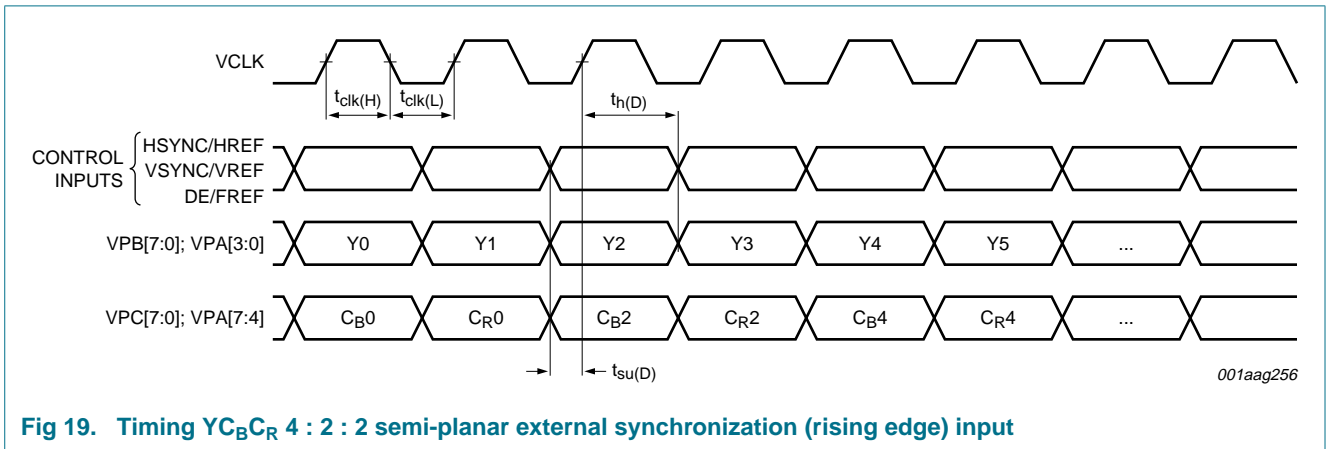 VCLK
tclk(H) tclk(L) th(D)
CONTROL INPUTS
HSYNC/HREF
VSYNC/VREF
DE/FREF
VPB[7:0]; VPA[3:0] Y0 Y1 Y2 Y3 Y4 Y5 ...
VPC[7:0]; VPA[7:4] CB0 CR0 CB2 CR2 CB4 CR4 ...
tsu(D)
001aag256
Fig 19. Timing YCBCR 4 : 2 : 2 semi-planar external synchronization (rising edge) input